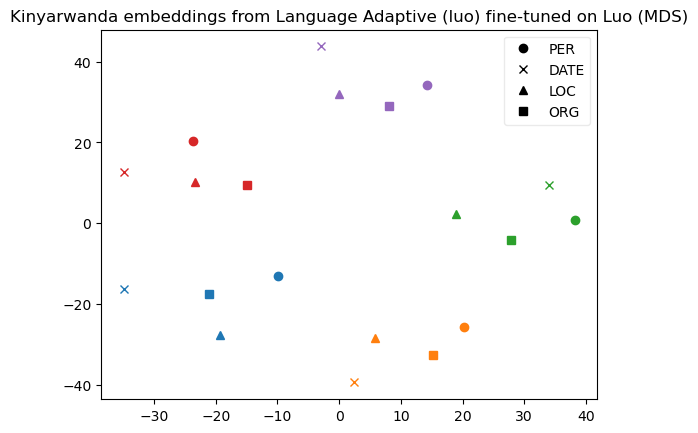 Kinyarwanda embeddings from Language Adaptive (luo) fine-tuned on Luo (MDS)
PER
DATE
LOC
ORG
40
20
0
−20
−40
−30 −20 −10 0 10 20 30 40